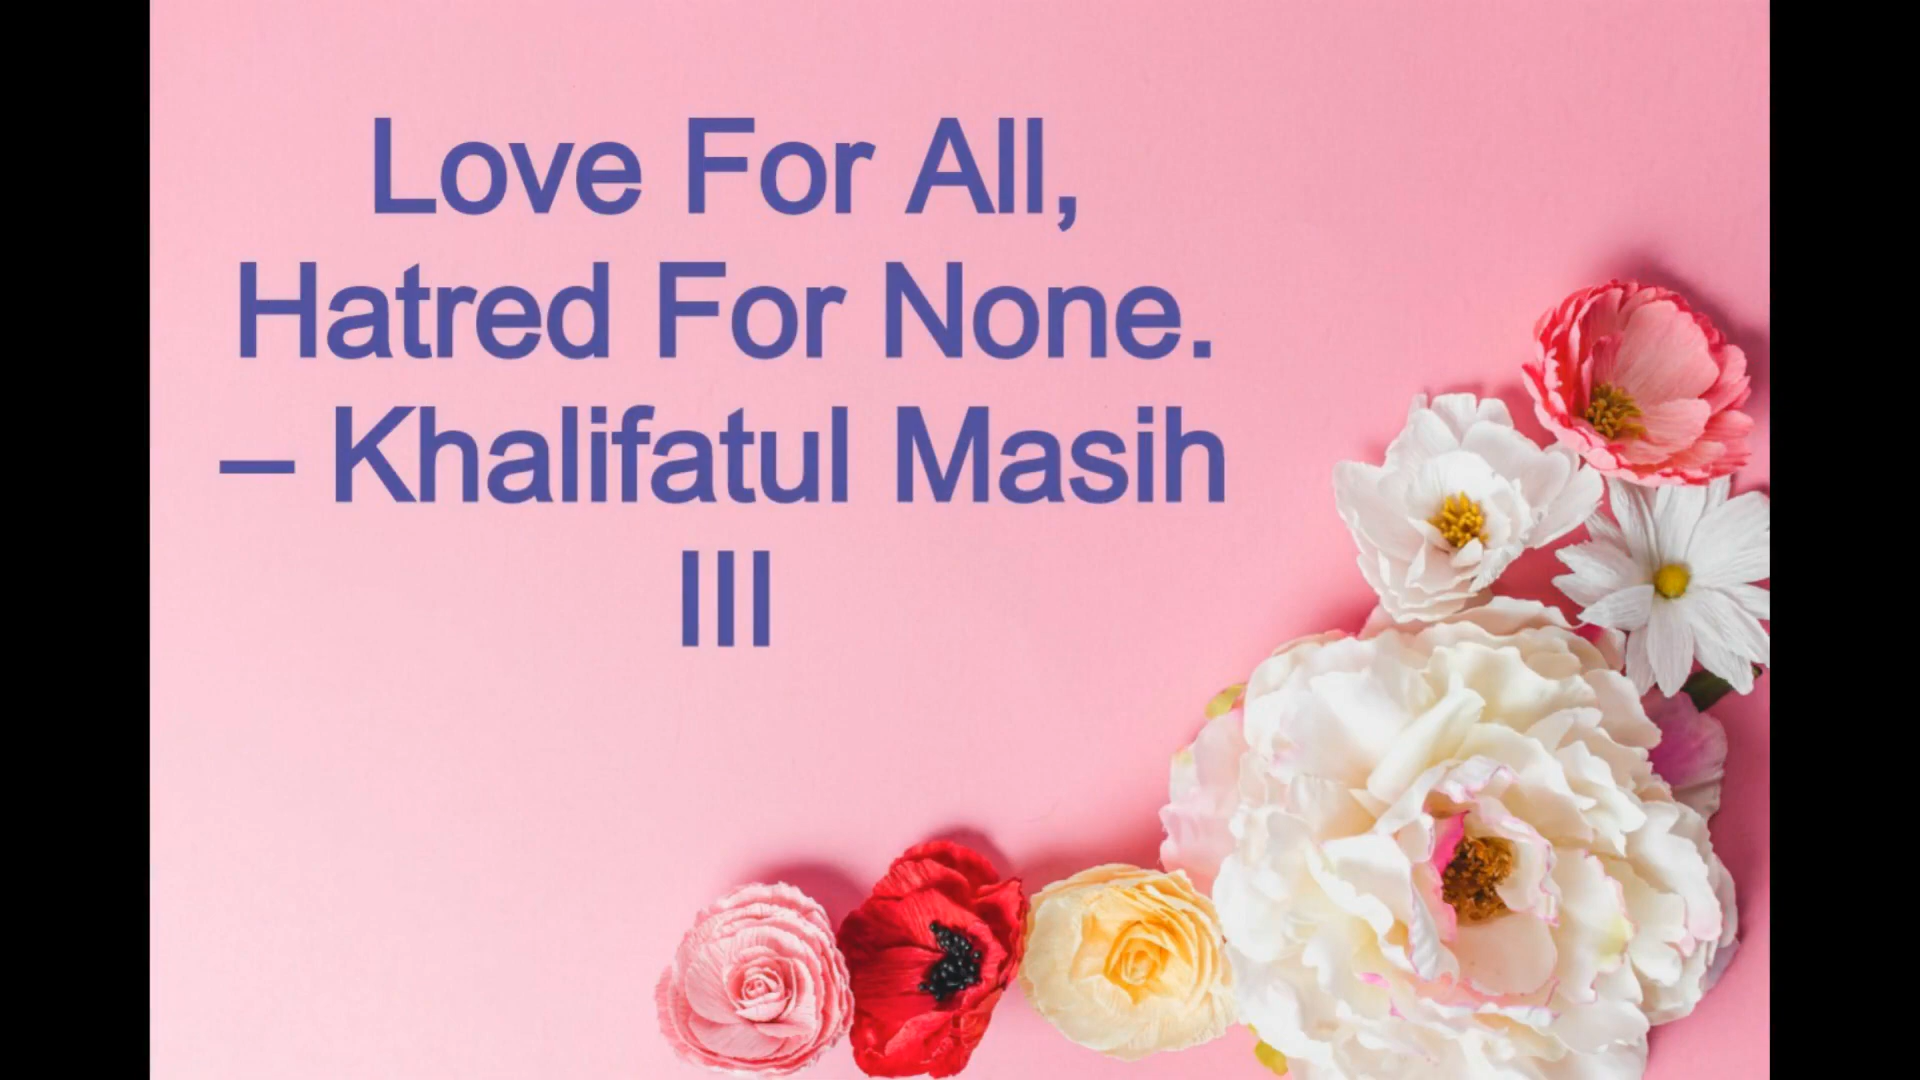 Love For All,
Hatred For None.
– Khalifatul Masih
III